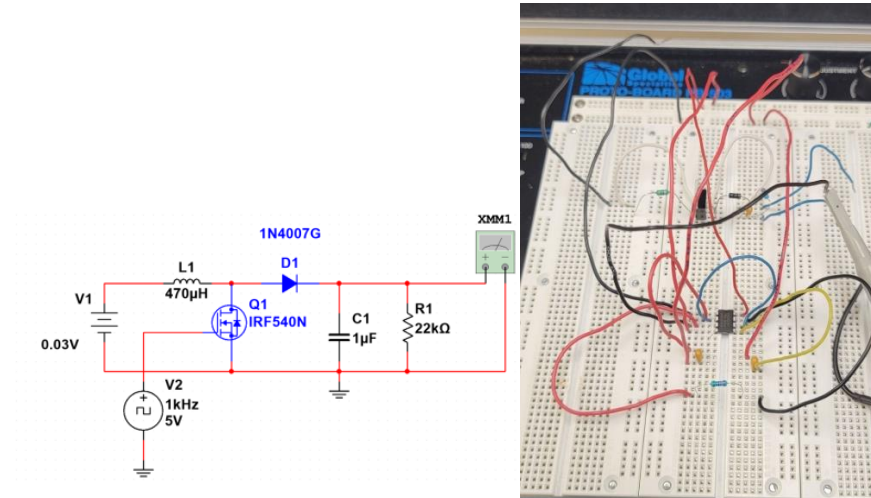 XMM1
1N4007G
D1
L1
470µH
V1
0.03V
Q1
IRF540N
C1
1µF
R1
22kΩ
V2
1kHz
5V
Global
PROTO-BOARD